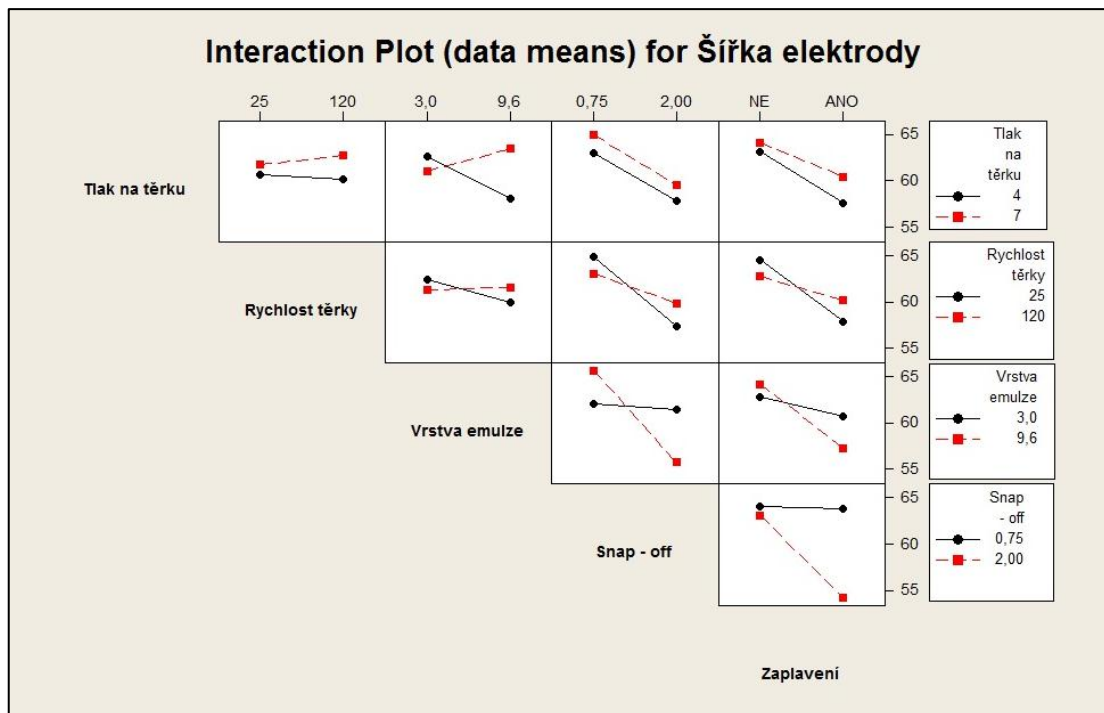 Interaction Plot (data means) for Šířka elektrody
25 120 3,0 9,6 0,75 2,00 NE ANO
Tlak na těrku
65
60
55
Tlak
na
těrku
4
7
Rychlost těrky
65
60
55
Rychlost
těrky
25
120
Vrstva emulze
65
60
55
Vrstva
emulze
3,0
9,6
Snap - off
65
60
55
Snap
- off
0,75
2,00
Zaplavení